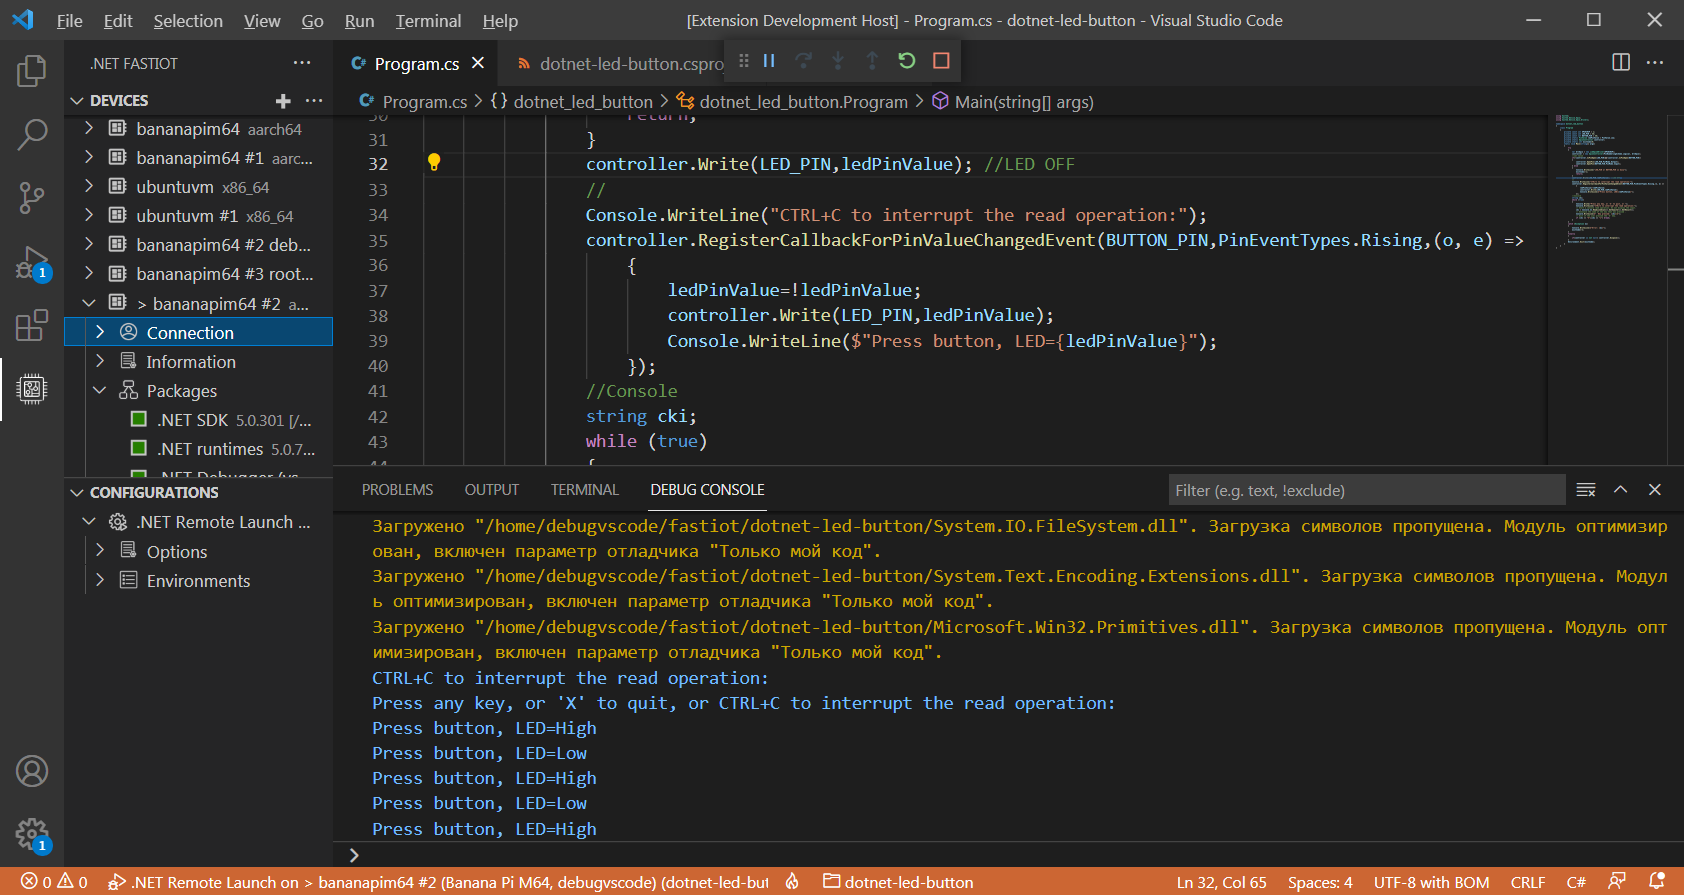 File Edit Selection View Go Run Terminal Help [Extension Development Host] - Program.cs - dotnet-led-button - Visual Studio Code
.NET FASTIOT ...
Program.cs dotnet-led-button.cspro
DEVICES ...
Program.cs > {} dotnet_led_button > dotnet_led_button.Program > Main(string[] args)
bananapim64 aarch64
bananapim64 #1 aarc...
ubuntuvm x86_64
ubuntuvm #1 x86_64
bananapim64 #2 deb...
bananapim64 #3 root...
> bananapim64 #2 a...
Connection
Information
Packages
.NET SDK 5.0.301 [/...
.NET runtimes 5.0.7...
.NET Debugger (vs
1
CONFIGURATIONS
.NET Remote Launch ...
Options
Environments
1
30 return;
31 }
32 controller.Write(LED_PIN,ledPinValue); //LED OFF
33 //
34 Console.WriteLine("CTRL+C to interrupt the read operation:");
35 controller.RegisterCallbackForPinValueChangedEvent(BUTTON_PIN,PinEventTypes.Rising,(o, e) =>
36 {
37 ledPinValue=!ledPinValue;
38 controller.Write(LED_PIN,ledPinValue);
39 Console.WriteLine($"Press button, LED={ledPinValue}");
40 });
41 //Console
42 string cki;
43 while (true)
44 {
PROBLEMS OUTPUT TERMINAL DEBUG CONSOLE Filter (e.g. text, !exclude)
Загружено "/home/debugvscode/fastiot/dotnet-led-button/System.IO.FileSystem.dll". Загрузка символов пропущена. Модуль оптимизир
ован, включен параметр отладчика "Только мой код".
Загружено "/home/debugvscode/fastiot/dotnet-led-button/System.Text.Encoding.Extensions.dll". Загрузка символов пропущена. Модул
ь оптимизирован, включен параметр отладчика "Только мой код".
Загружено "/home/debugvscode/fastiot/dotnet-led-button/Microsoft.Win32.Primitives.dll". Загрузка символов пропущена. Модуль опт
имизирован, включен параметр отладчика "Только мой код".
CTRL+C to interrupt the read operation:
Press any key, or 'X' to quit, or CTRL+C to interrupt the read operation:
Press button, LED=High
Press button, LED=Low
Press button, LED=High
Press button, LED=Low
Press button, LED=High
>
0 0 .NET Remote Launch on > bananapim64 #2 (Banana Pi M64, debugvscode) (dotnet-led-but dotnet-led-button Ln 32, Col 65 Spaces: 4 UTF-8 with BOM CRLF C#